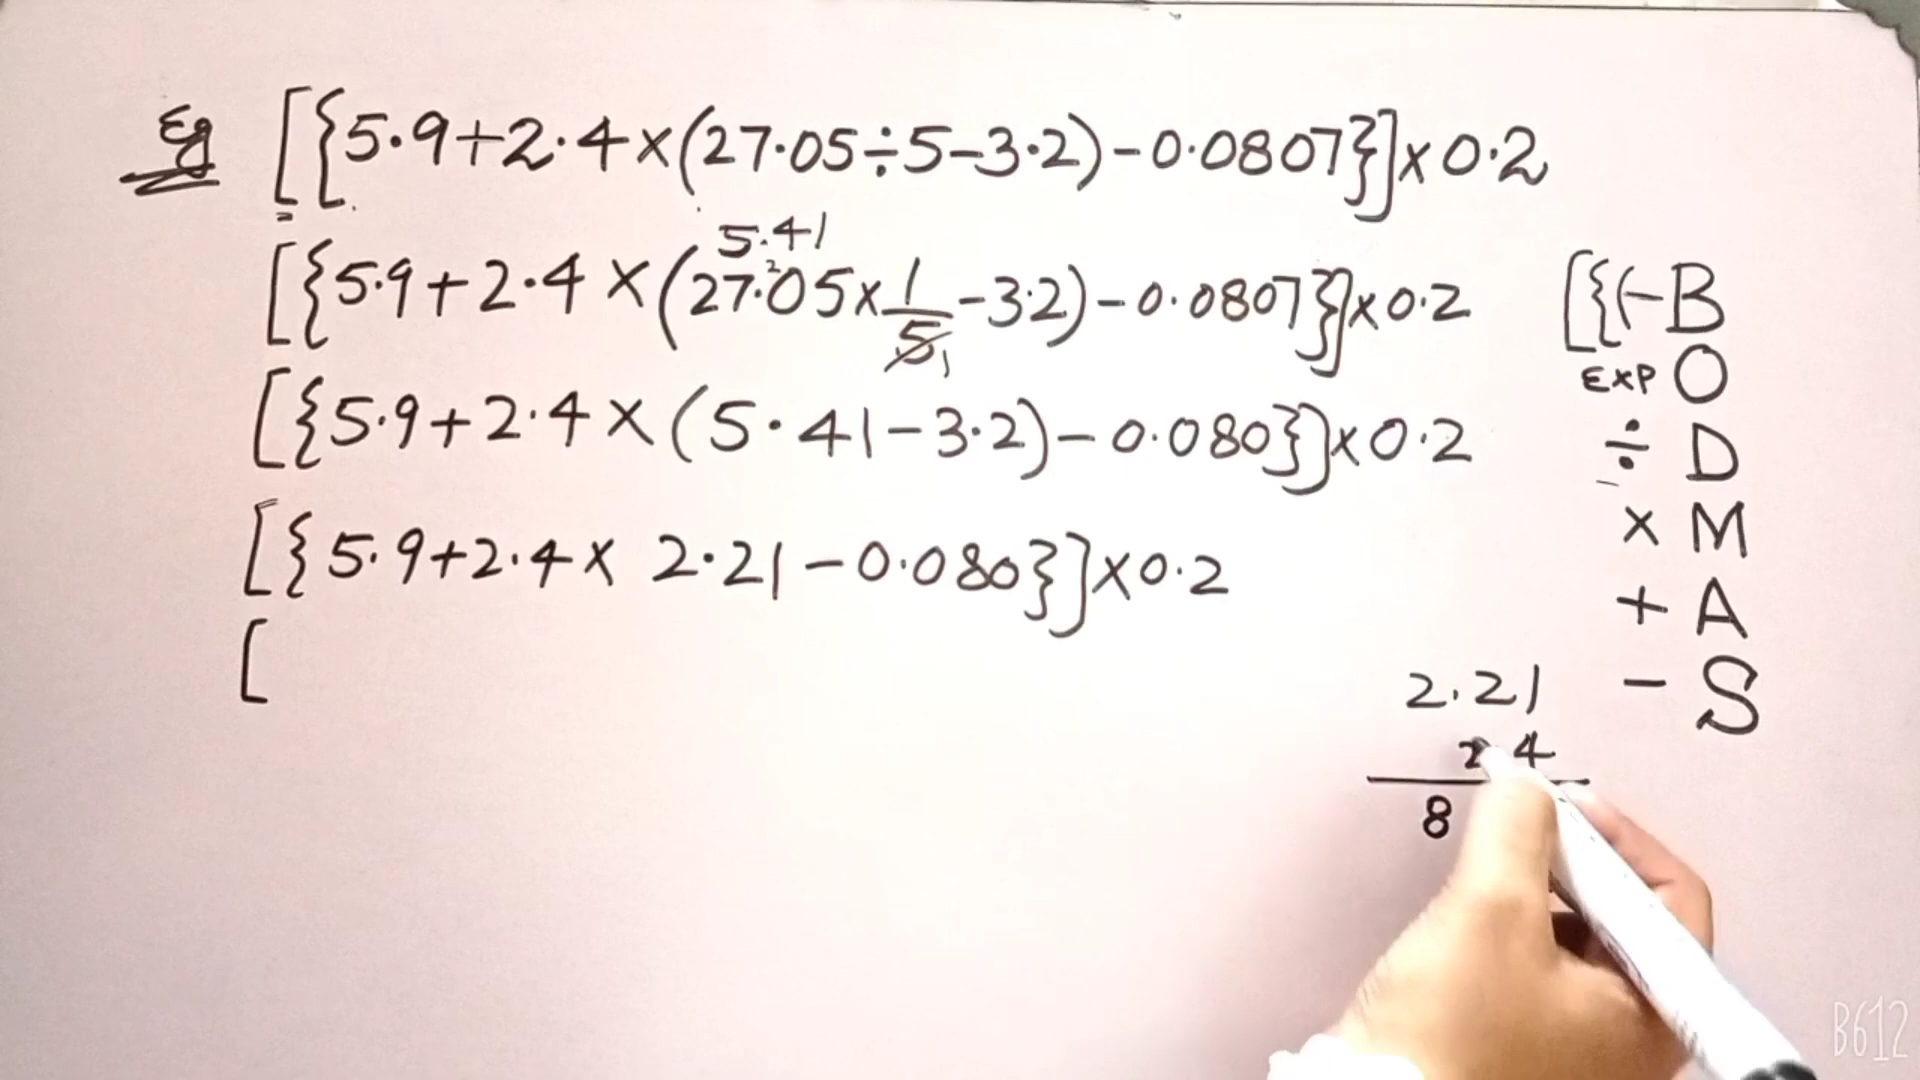 Eg [{5.9+2.4×(27.05÷5-3.2)-0.0807}]×0.2
5.41
[{5.9+2.4×(27.²05×1/5₁-3.2)-0.0807}]×0.2
[{5.9+2.4×(5.41-3.2)-0.080}]×0.2
[{5.9+2.4×2.21-0.080}]×0.2
[
[{(-B
EXP O
÷ D
× M
+ A
- S
2.21
2 4
8
B612